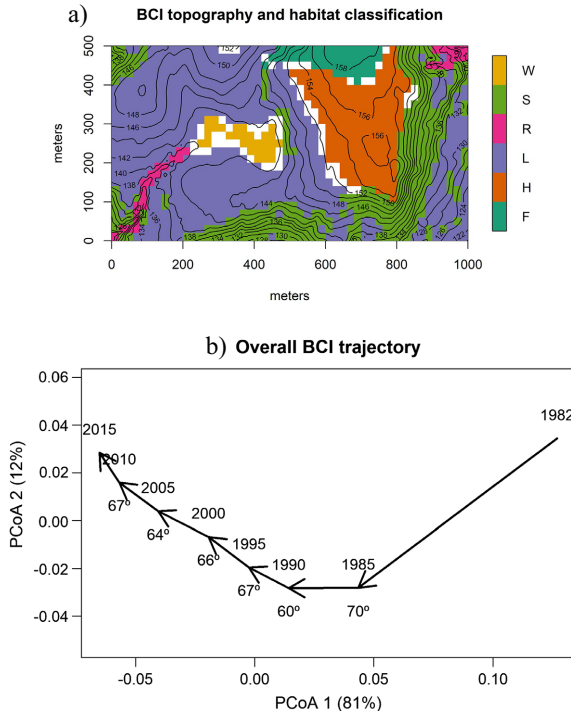 a) BCI topography and habitat classification
meters
500
400
300
200
100
0
0 200 400 600 800 1000
meters
152
150
158
154
148
146
142
140
138
136
156
156
152
144
W
S
R
L
H
F
b) Overall BCI trajectory
PCoA 2 (12%)
0.06
0.04
0.02
0.00
-0.02
-0.04
1982
2015
2010
2005
67º
2000
64º
1995
66º
1990
1985
67º
60º
70º
-0.05 0.00 0.05 0.10
PCoA 1 (81%)